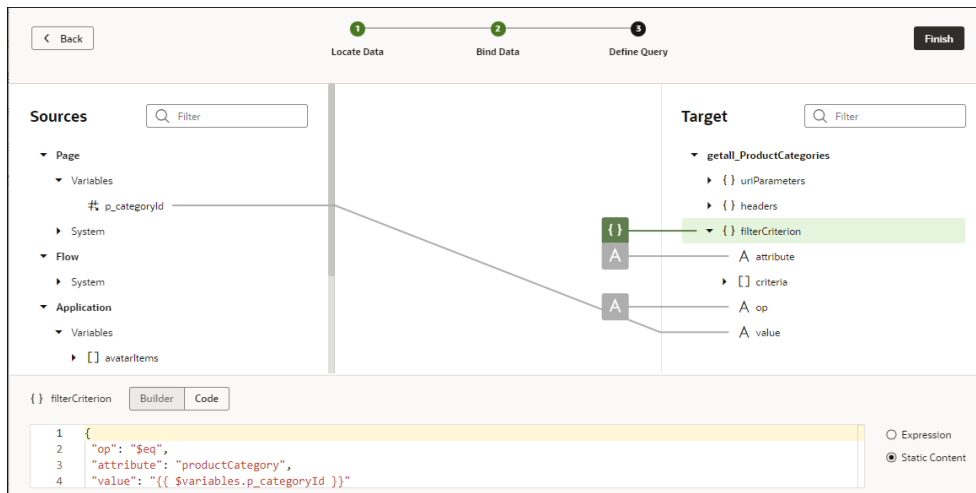 Back
1
2
3
Locate Data
Bind Data
Define Query
Finish
Sources
Filter
Page
Variables
p_categoryId
System
Flow
System
Application
Variables
[ ] avatarItems
Target
Filter
getall_ProductCategories
{ } uriParameters
{ } headers
{ }
{ } filterCriterion
A
A attribute
[ ] criteria
A
A op
A value
{ } filterCriterion
Builder
Code
1 {
2 "op": "$eq",
3 "attribute": "productCategory",
4 "value": "{{ $variables.p_categoryId }}"
Expression
Static Content